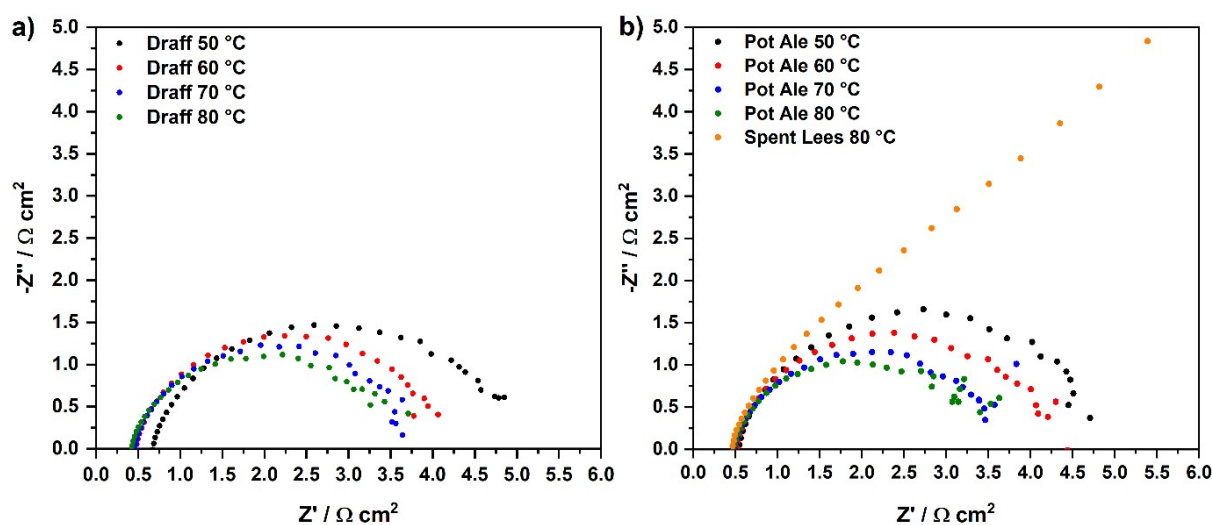 a)
Draff 50 °C
Draff 60 °C
Draff 70 °C
Draff 80 °C
5.0
4.5
4.0
3.5
3.0
2.5
2.0
1.5
1.0
0.5
0.0
-Z'' / Ω cm²
0.0 0.5 1.0 1.5 2.0 2.5 3.0 3.5 4.0 4.5 5.0 5.5 6.0
Z' / Ω cm²
b)
Pot Ale 50 °C
Pot Ale 60 °C
Pot Ale 70 °C
Pot Ale 80 °C
Spent Lees 80 °C
5.0
4.5
4.0
3.5
3.0
2.5
2.0
1.5
1.0
0.5
0.0
-Z'' / Ω cm²
0.0 0.5 1.0 1.5 2.0 2.5 3.0 3.5 4.0 4.5 5.0 5.5 6.0
Z' / Ω cm²